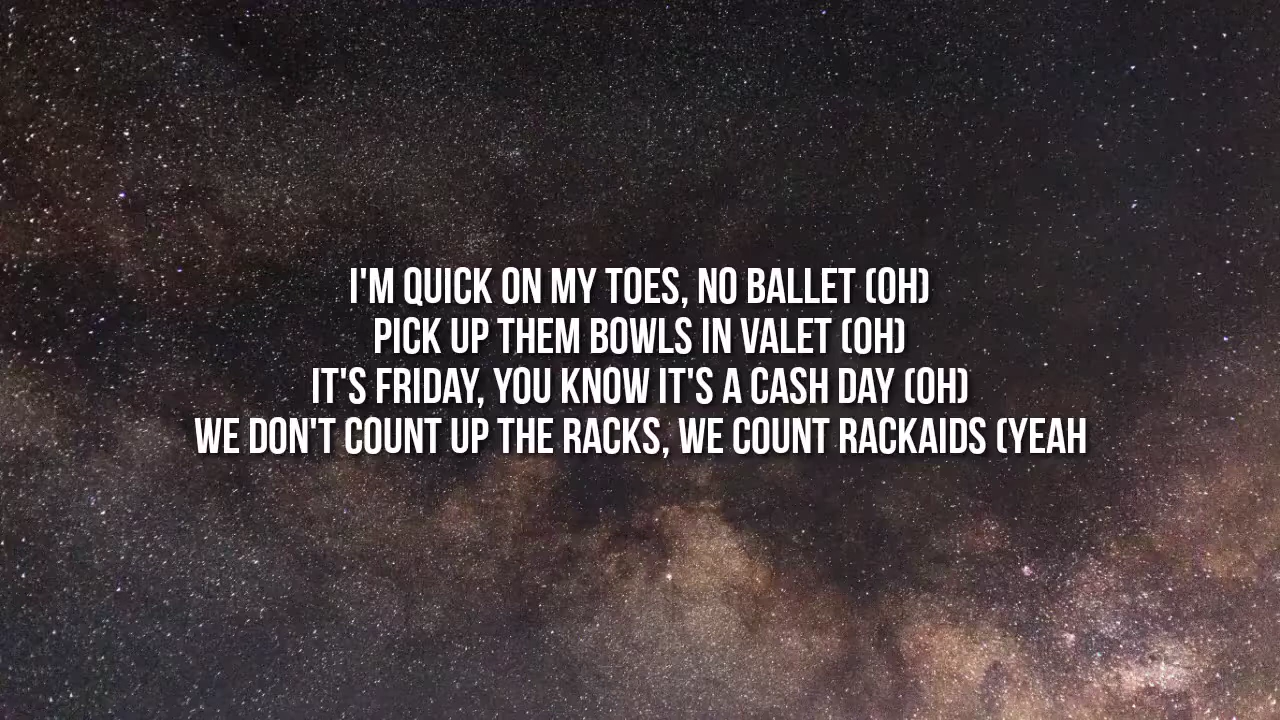 I'M QUICK ON MY TOES, NO BALLET (OH)
PICK UP THEM BOWLS IN VALET (OH)
IT'S FRIDAY, YOU KNOW IT'S A CASH DAY (OH)
WE DON'T COUNT UP THE RACKS, WE COUNT RACKAIDS (YEAH